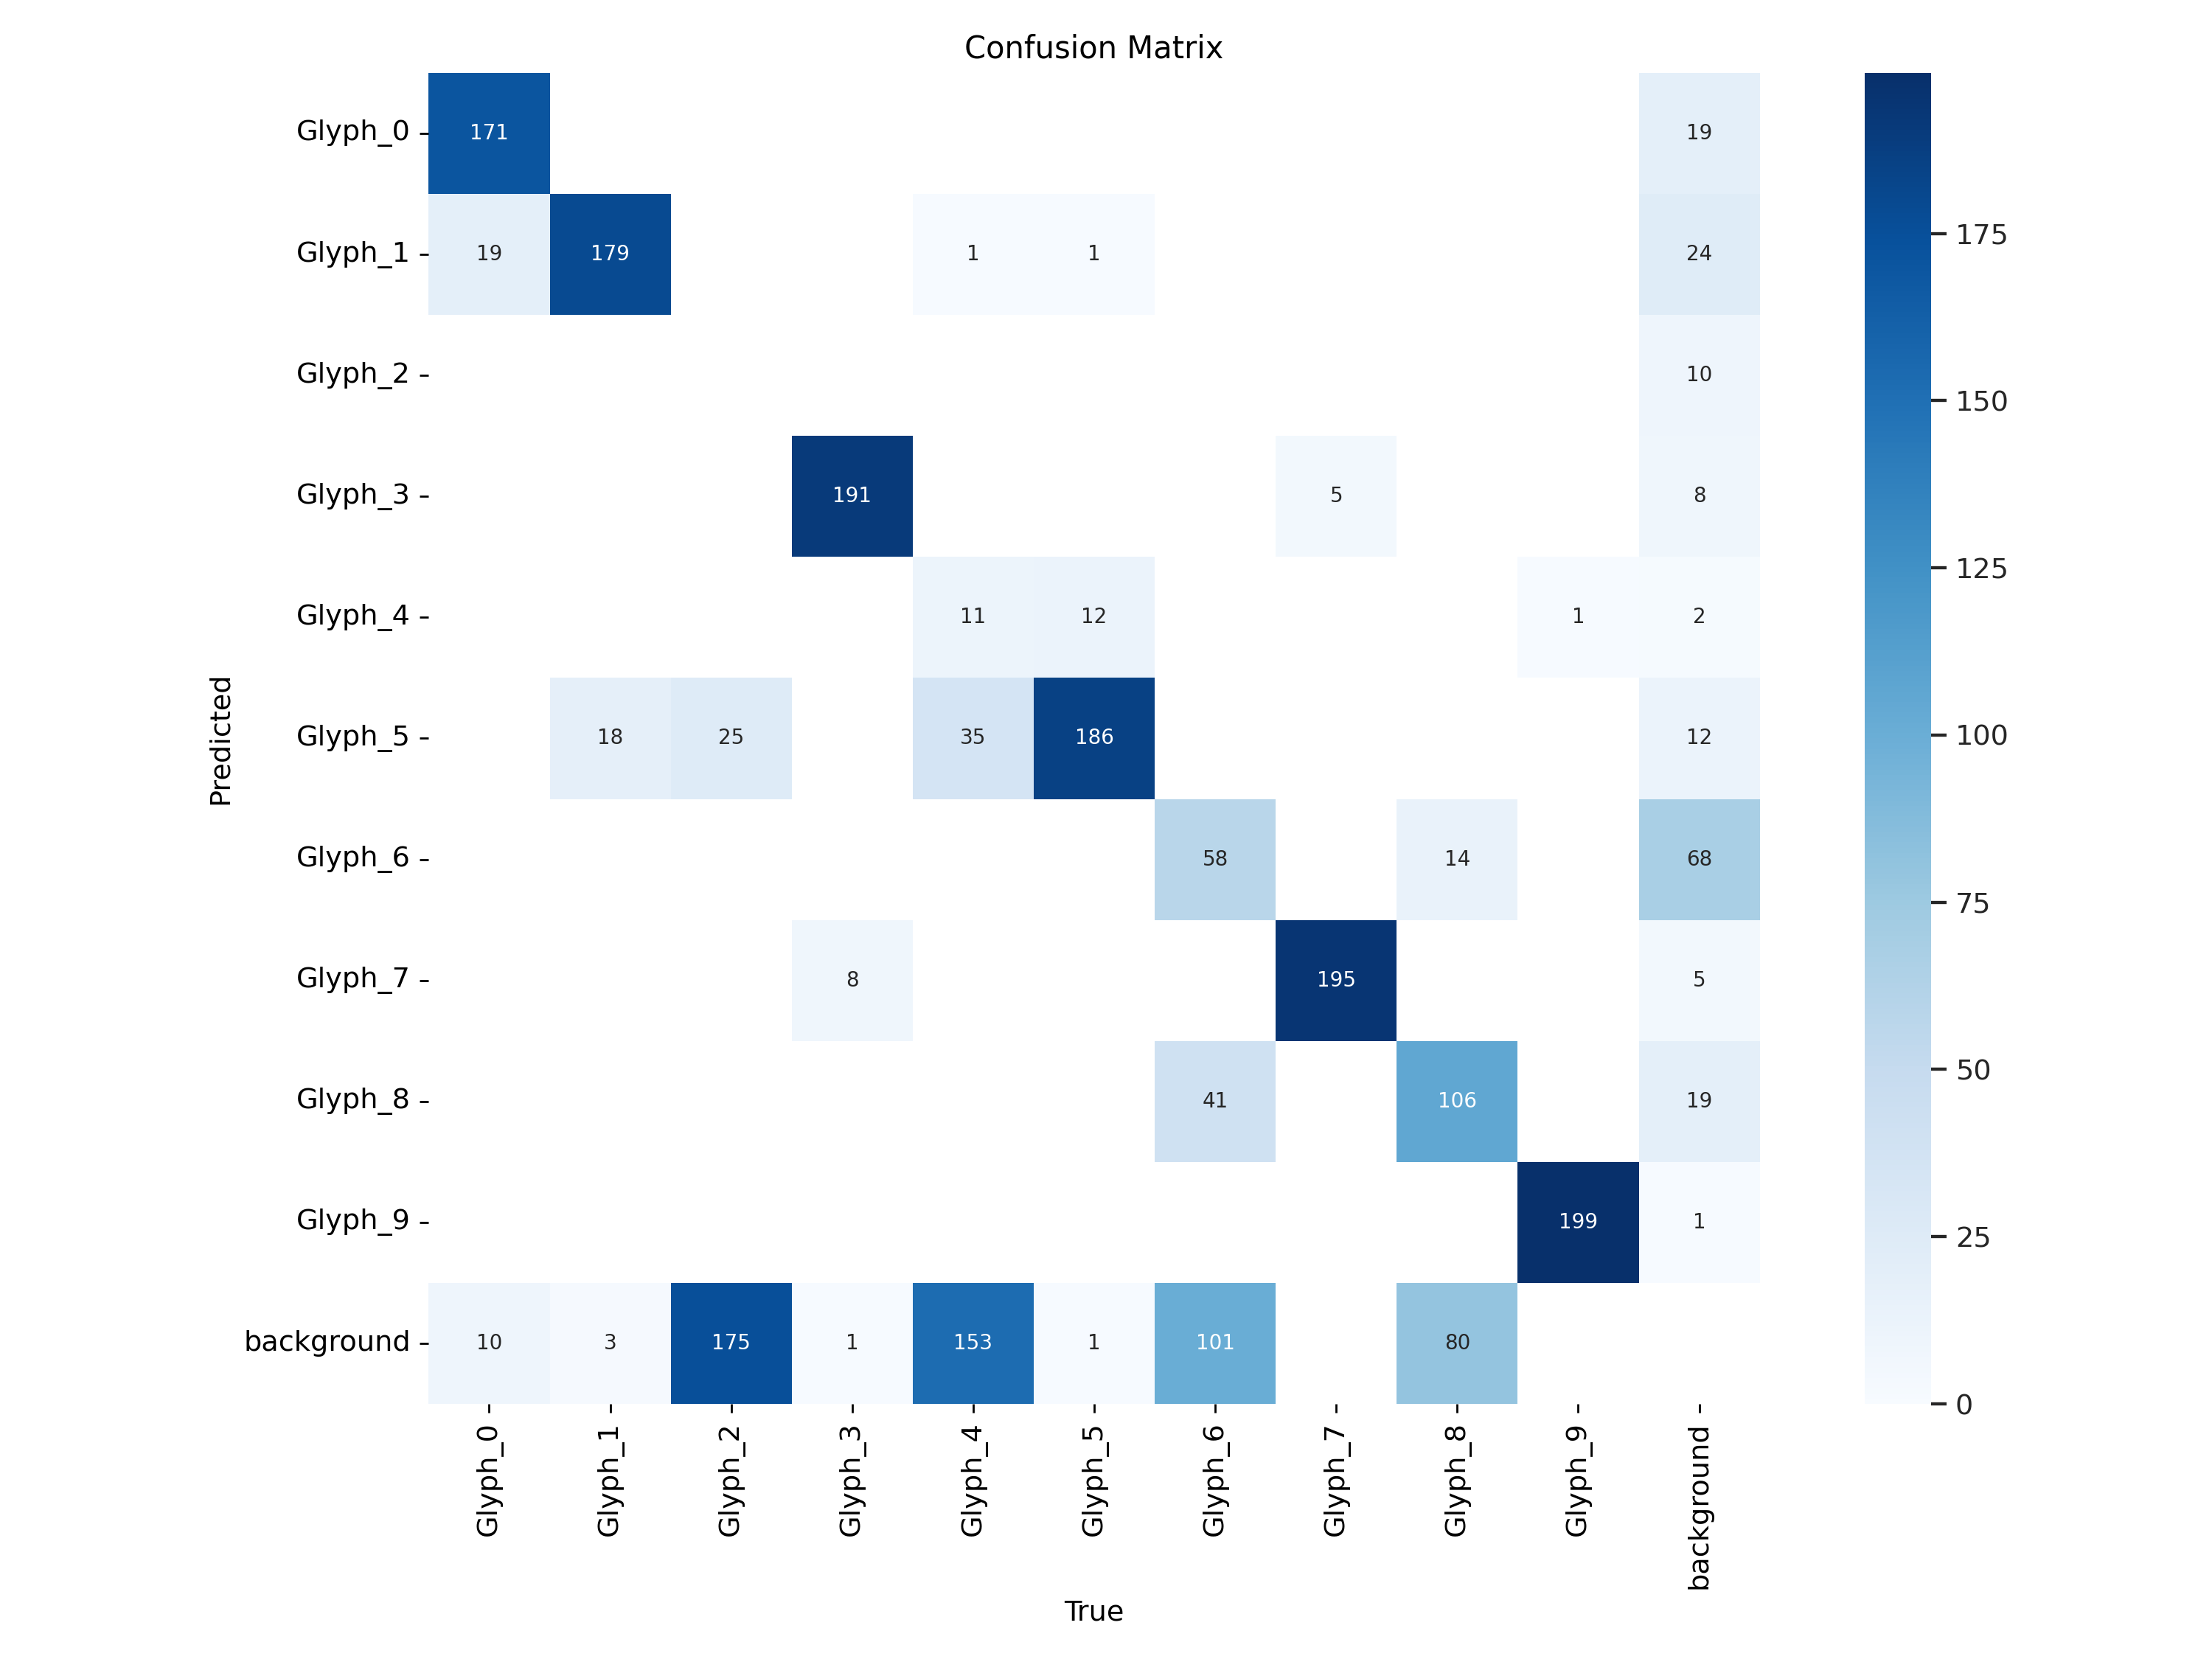 Confusion Matrix
Glyph_0 171 19
Glyph_1 19 179 1 1 24
Glyph_2 10
Glyph_3 191 5 8
Glyph_4 11 12 1 2
Glyph_5 18 25 35 186 12
Glyph_6 58 14 68
Glyph_7 8 195 5
Glyph_8 41 106 19
Glyph_9 199 1
background 10 3 175 1 153 1 101 80
Glyph_0 Glyph_1 Glyph_2 Glyph_3 Glyph_4 Glyph_5 Glyph_6 Glyph_7 Glyph_8 Glyph_9 background
True
Predicted
175
150
125
100
75
50
25
0